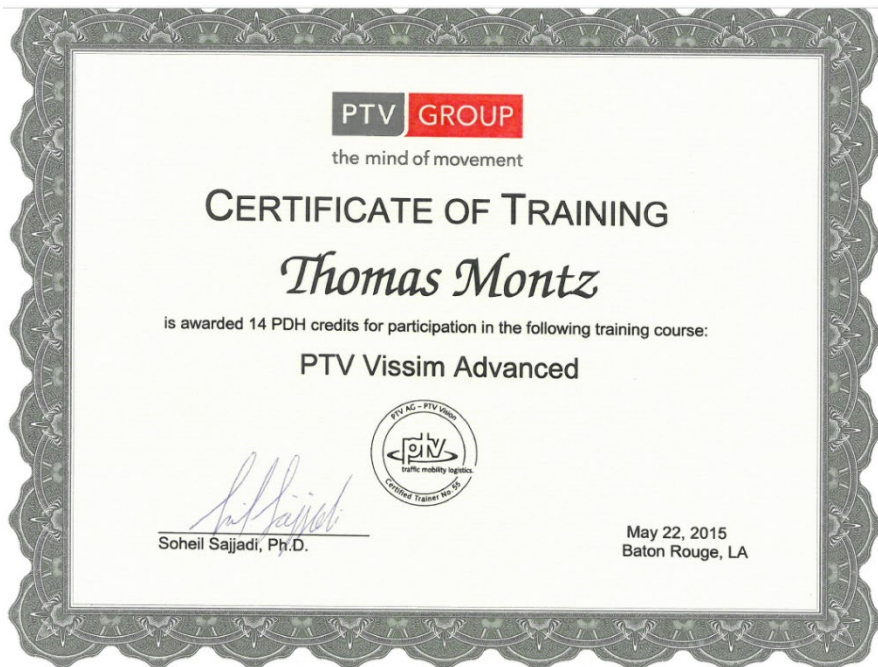 PTV GROUP
the mind of movement
CERTIFICATE OF TRAINING
Thomas Montz
is awarded 14 PDH credits for participation in the following training course:
PTV Vissim Advanced
PTV AG – PTV Vision
ptv
traffic mobility logistics.
Certified Trainer No. 55
Soheil Sajjadi, Ph.D.
May 22, 2015
Baton Rouge, LA